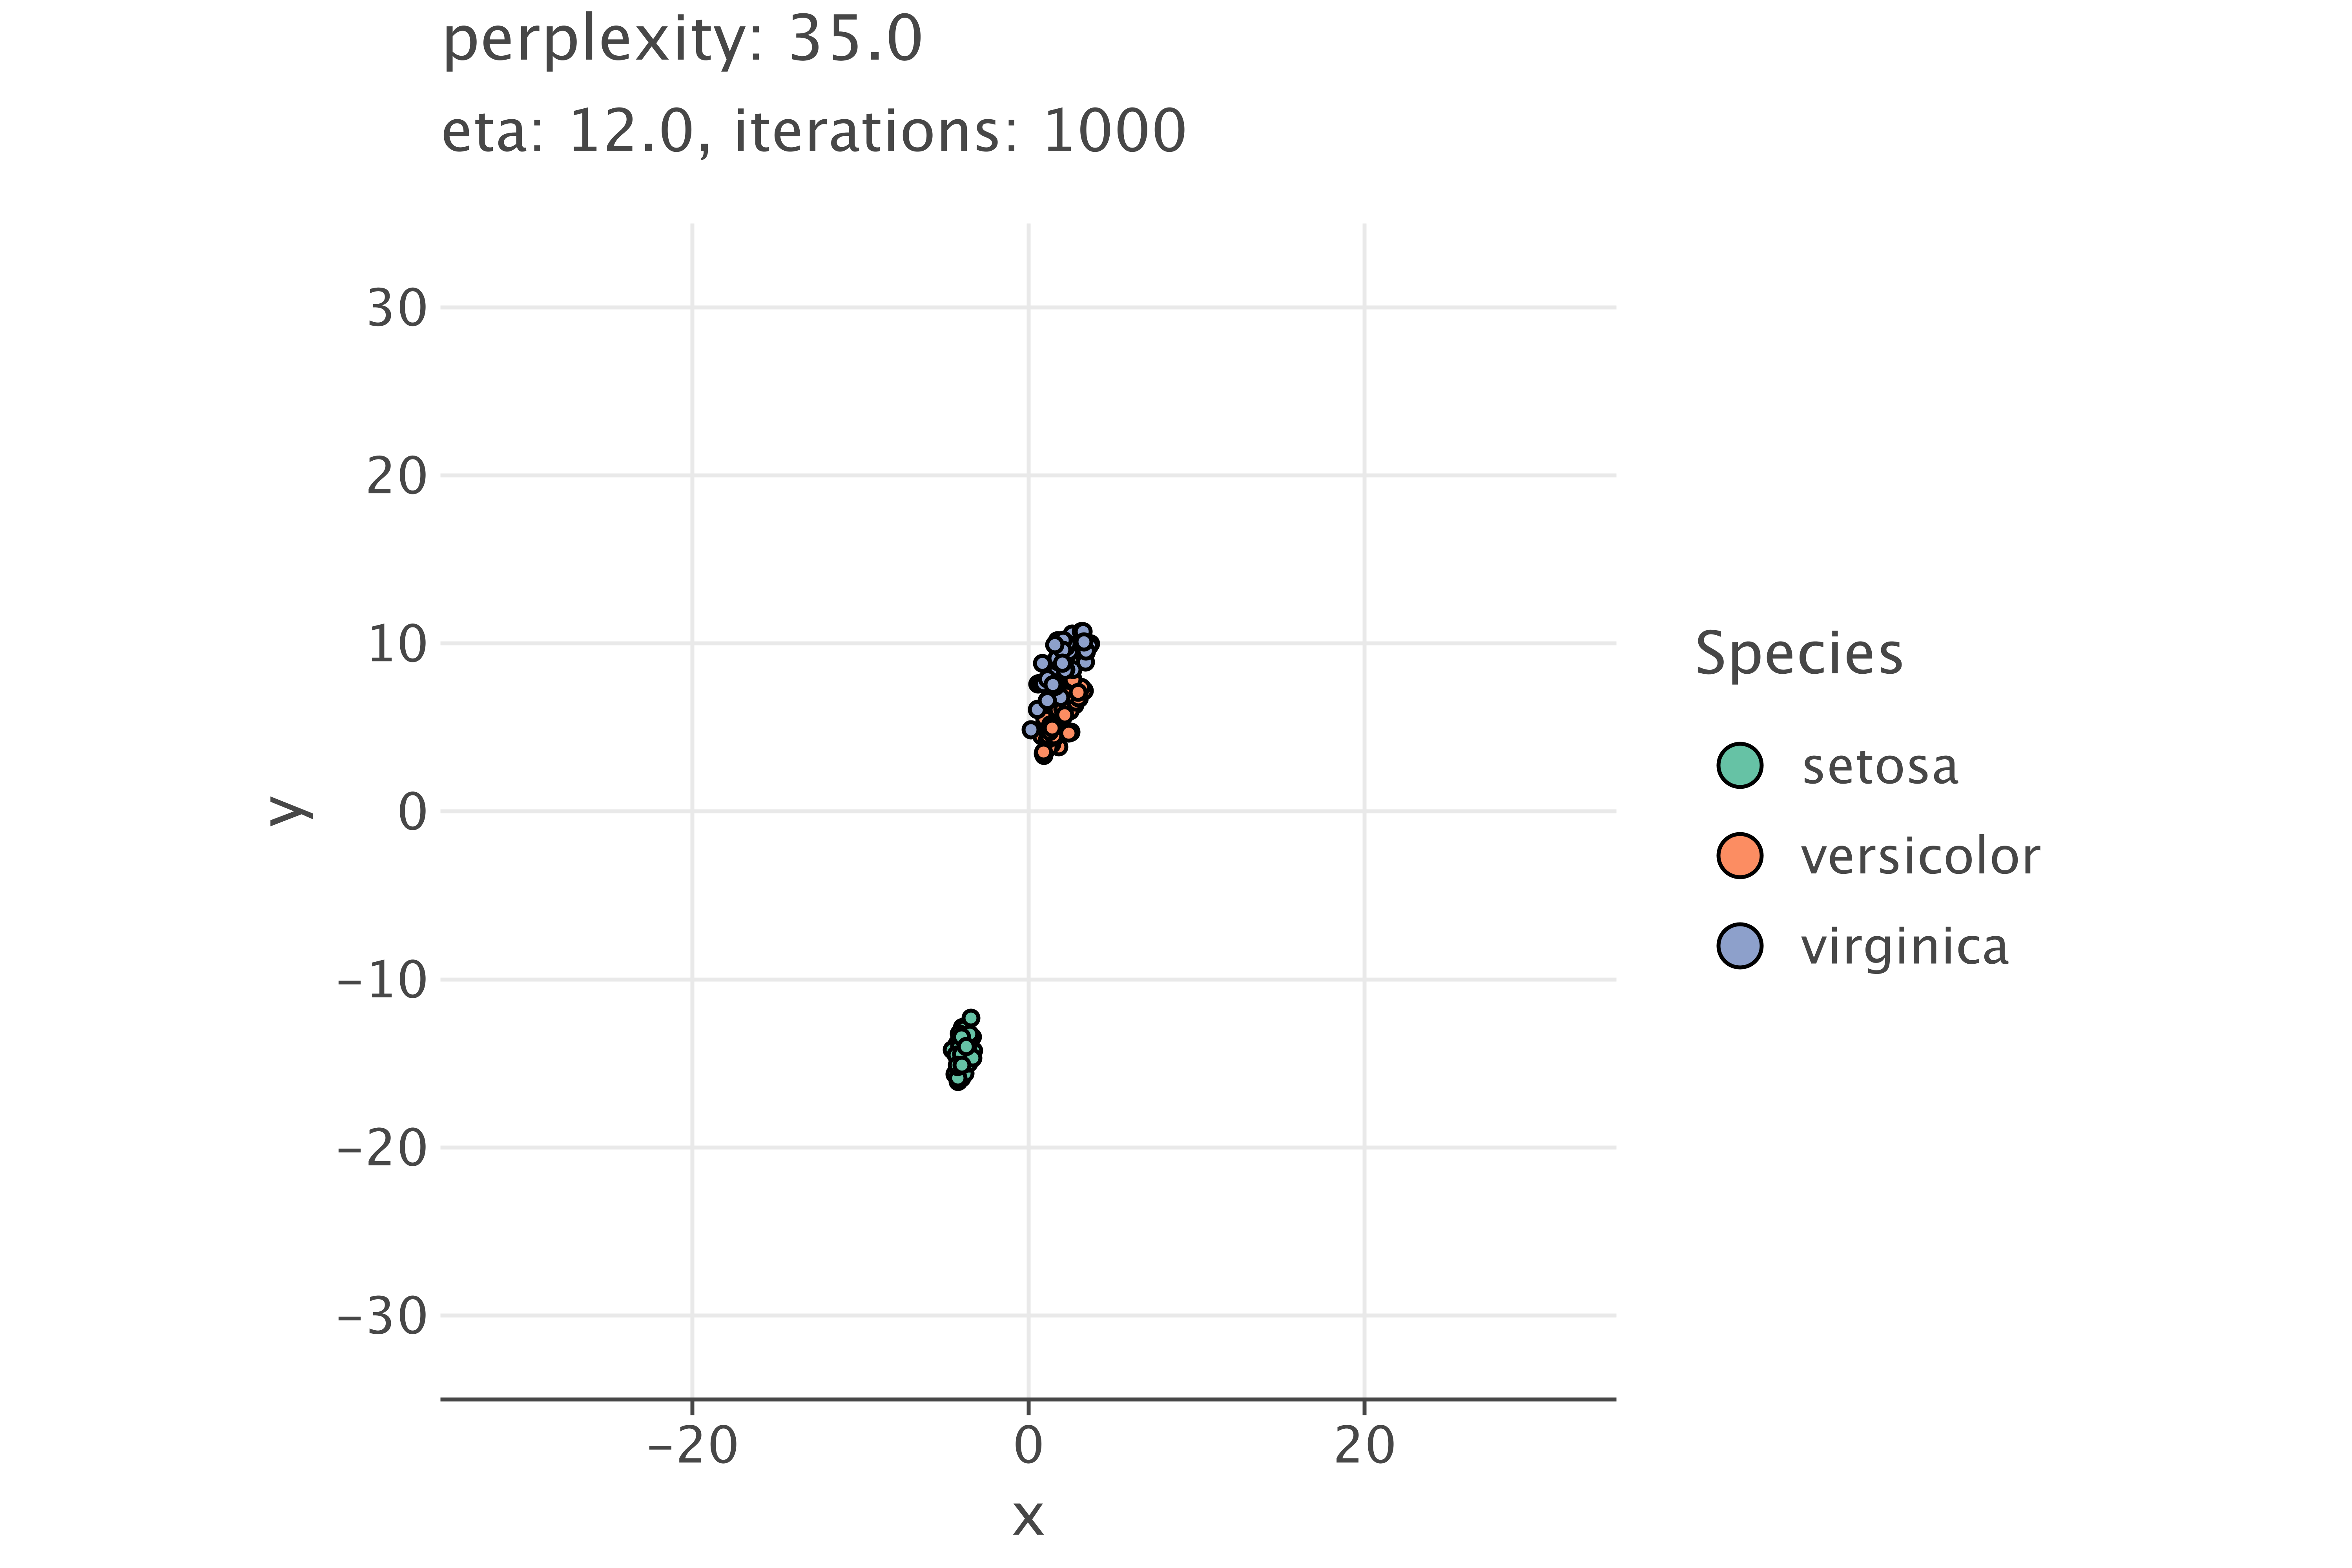 perplexity: 35.0
eta: 12.0, iterations: 1000
30
20
10
0
−10
−20
−30
y
−20
0
20
x
Species
setosa
versicolor
virginica